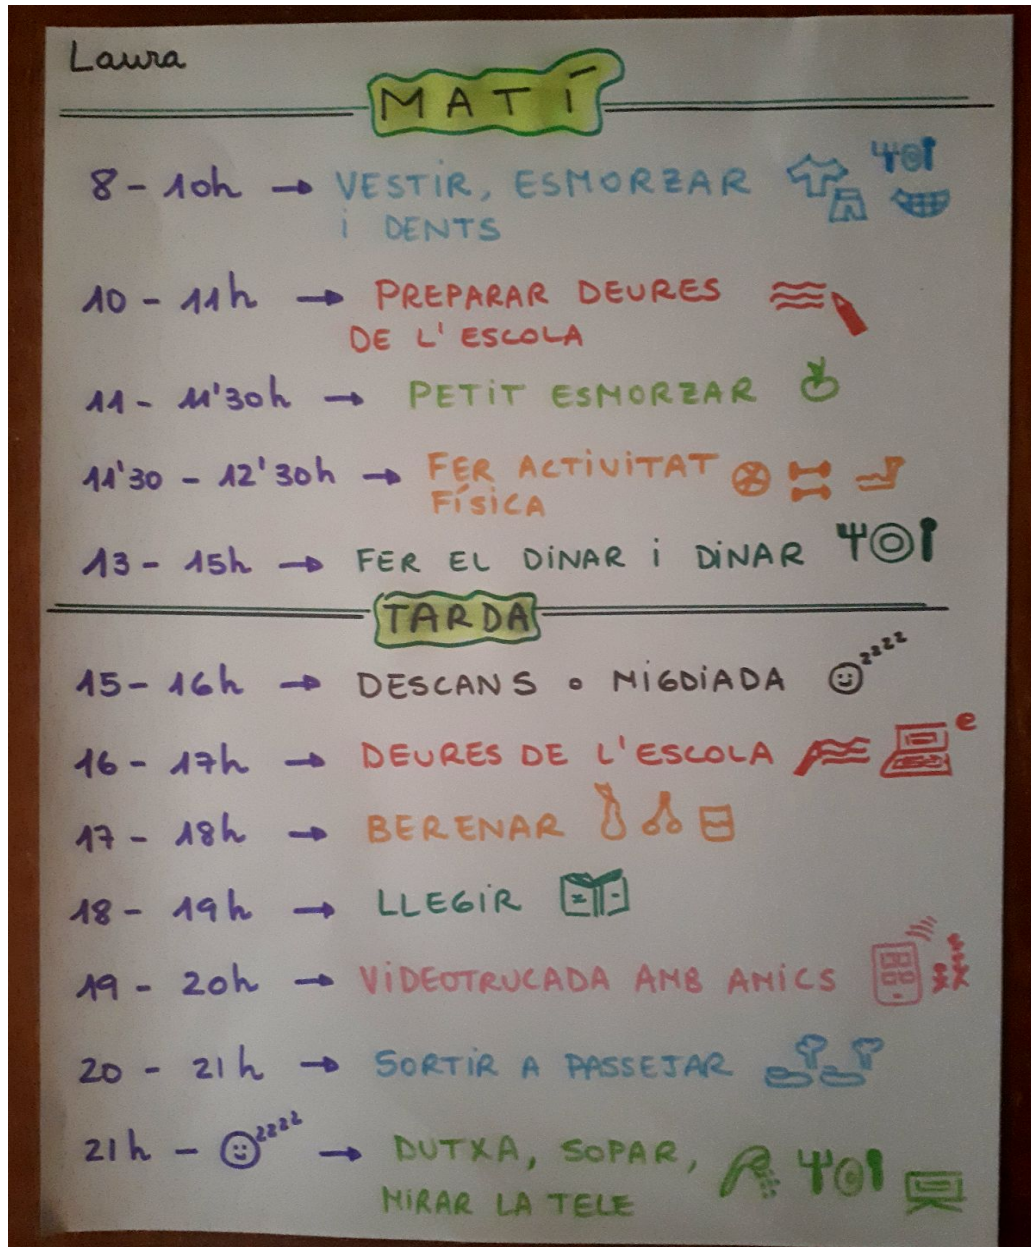 Laura
MATÍ
8 - 10h → VESTIR, ESMORZAR
i DENTS
10 - 11h → PREPARAR DEURES
DE L'ESCOLA
11 - 11'30h → PETIT ESMORZAR
11'30 - 12'30h → FER ACTIVITAT
FÍSICA
13 - 15h → FER EL DINAR i DINAR
TARDA
15 - 16h → DESCANS o MIGDIADA zzzz
16 - 17h → DEURES DE L'ESCOLA e
17 - 18h → BERENAR
18 - 19h → LLEGIR
19 - 20h → VIDEOTRUCADA AMB AMICS
20 - 21h → SORTIR A PASSEJAR
21h - zzzz → DUTXA, SOPAR,
MIRAR LA TELE